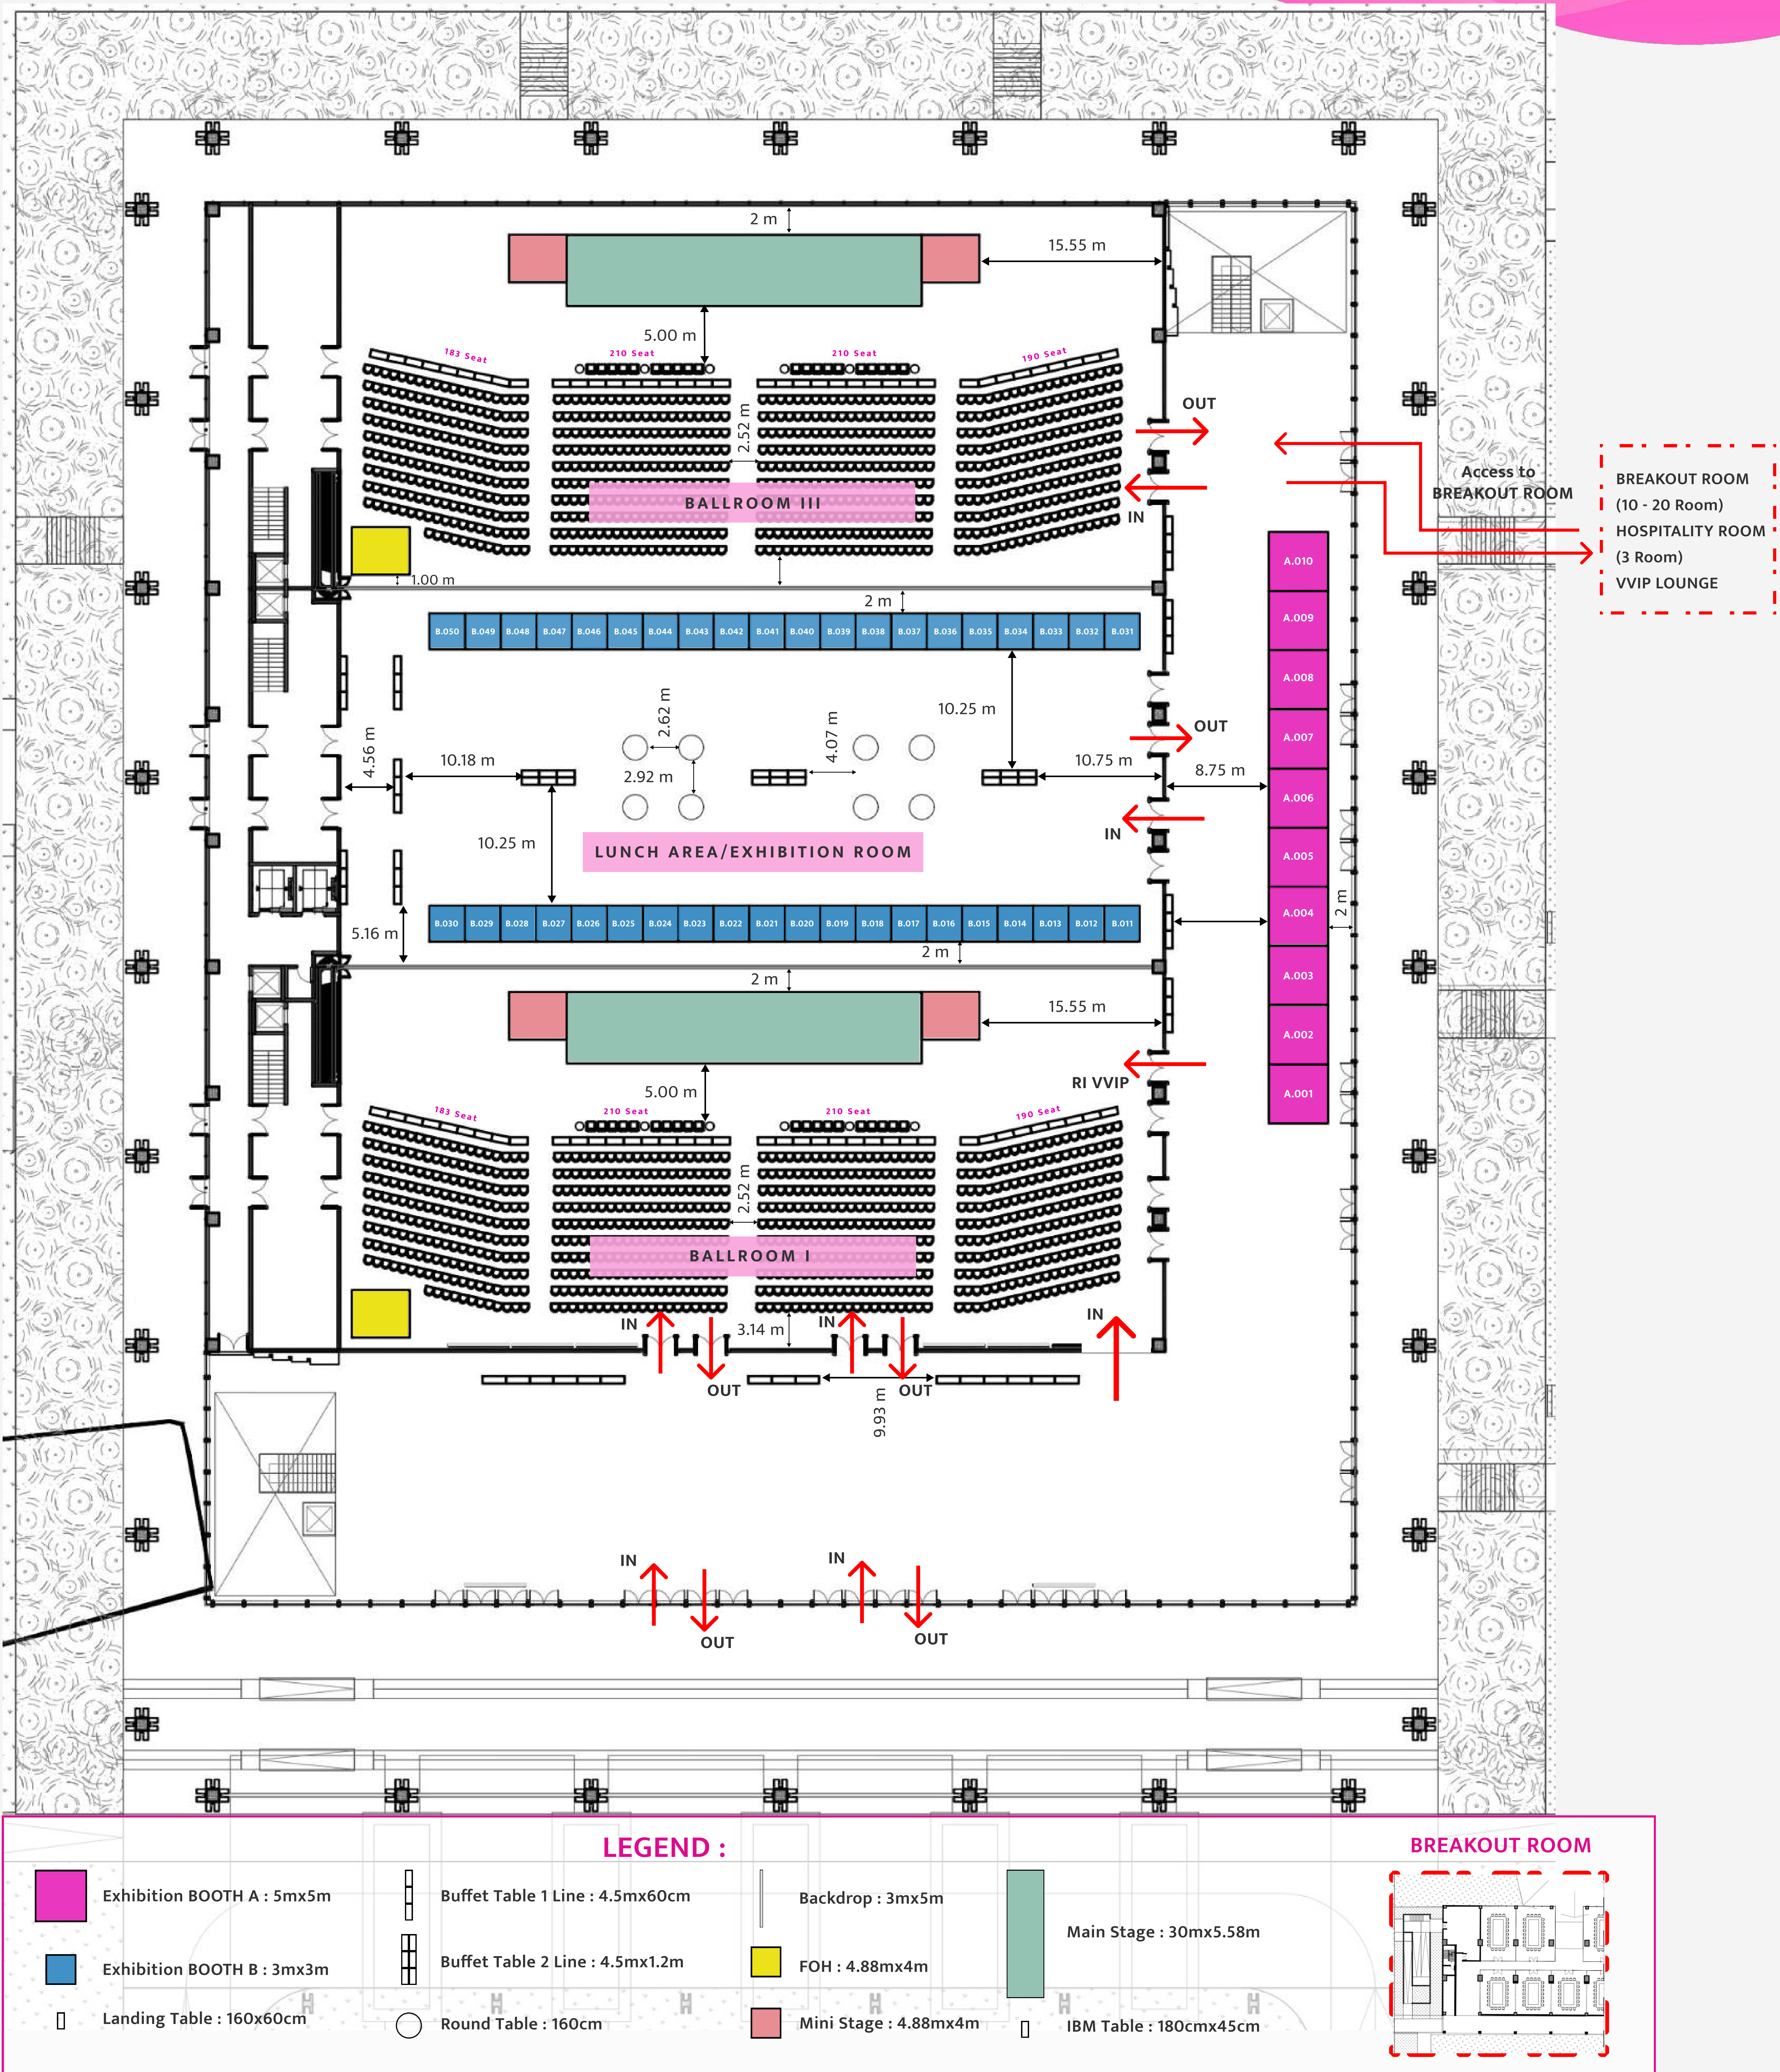 2 m
15.55 m
5.00 m
183 Seat
210 Seat
210 Seat
190 Seat
2.52 m
OUT
BALLROOM III
IN
Access to
BREAKOUT ROOM
BREAKOUT ROOM
(10 - 20 Room)
HOSPITALITY ROOM
(3 Room)
VVIP LOUNGE
1.00 m
2 m
B.050 B.049 B.048 B.047 B.046 B.045 B.044 B.043 B.042 B.041 B.040 B.039 B.038 B.037 B.036 B.035 B.034 B.033 B.032 B.031
A.010
A.009
A.008
A.007
A.006
A.005
A.004
A.003
A.002
A.001
2.62 m
4.07 m
10.25 m
OUT
4.56 m
10.18 m
2.92 m
10.75 m
8.75 m
10.25 m
IN
LUNCH AREA/EXHIBITION ROOM
2 m
5.16 m
B.030 B.029 B.028 B.027 B.026 B.025 B.024 B.023 B.022 B.021 B.020 B.019 B.018 B.017 B.016 B.015 B.014 B.013 B.012 B.011
2 m
2 m
15.55 m
5.00 m
RI VVIP
183 Seat
210 Seat
210 Seat
190 Seat
2.52 m
BALLROOM I
IN
3.14 m
IN
IN
OUT
OUT
9.93 m
IN
IN
OUT
OUT
LEGEND :
BREAKOUT ROOM
Exhibition BOOTH A : 5mx5m
Exhibition BOOTH B : 3mx3m
Landing Table : 160x60cm
Buffet Table 1 Line : 4.5mx60cm
Buffet Table 2 Line : 4.5mx1.2m
Round Table : 160cm
Backdrop : 3mx5m
FOH : 4.88mx4m
Mini Stage : 4.88mx4m
Main Stage : 30mx5.58m
IBM Table : 180cmx45cm